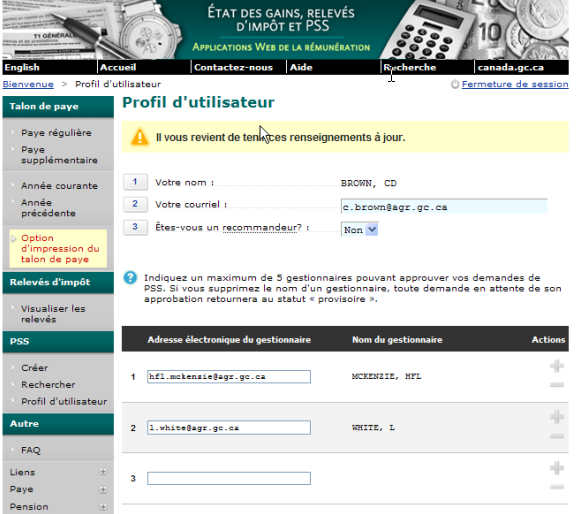 T1 GÉNÉRALE
ÉTAT DES GAINS, RELEVÉS
D'IMPÔT ET PSS
APPLICATIONS WEB DE LA RÉMUNÉRATION
10
English Accueil Contactez-nous Aide Recherche canada.gc.ca
Bienvenue > Profil d'utilisateur
Fermeture de session
Talon de paye
Paye régulière
Paye
supplémentaire
Année courante
Année
précédente
Option
d'impression du
talon de paye
Relevés d'impôt
Visualiser les
relevés
PSS
Créer
Rechercher
Profil d'utilisateur
Autre
FAQ
Liens
Paye
Pension
Profil d'utilisateur
Il vous revient de tenir ces renseignements à jour.
1 Votre nom : BROWN, CD
2 Votre courriel : c.brown@agr.gc.ca
3 Êtes-vous un recommandeur? : Non
Indiquez un maximum de 5 gestionnaires pouvant approuver vos demandes de
PSS. Si vous supprimez le nom d'un gestionnaire, toute demande en attente de son
approbation retournera au statut « provisoire ».
Adresse électronique du gestionnaire Nom du gestionnaire Actions
1 hfl.mckenzie@agr.gc.ca MCKENZIE, HFL
2 l.white@agr.gc.ca WHITE, L
3